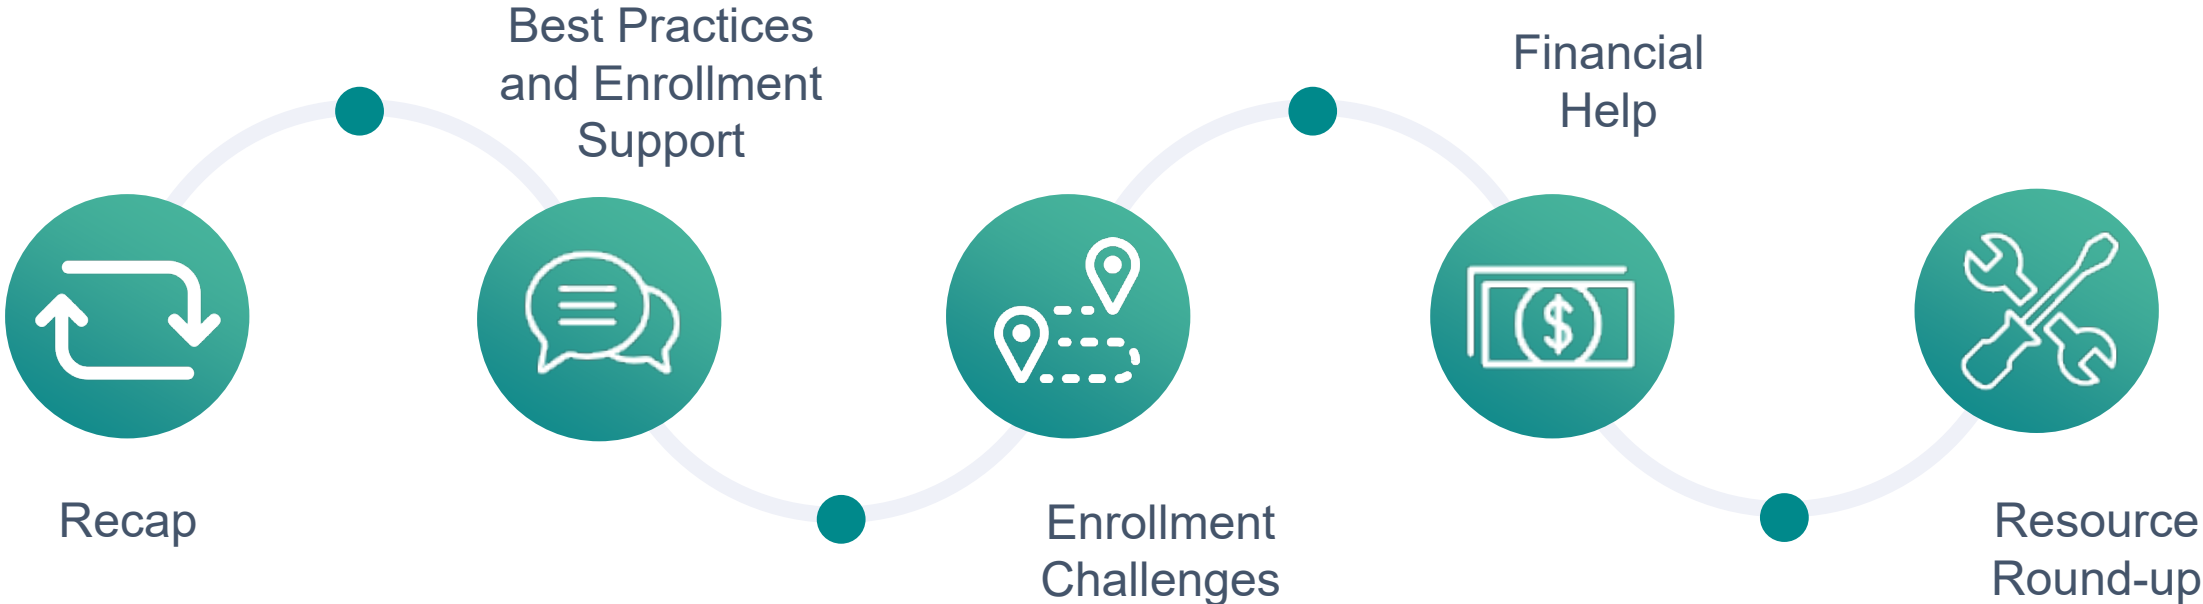 Recap
Best Practices
and Enrollment
Support
Enrollment
Challenges
Financial
Help
$
Resource
Round-up